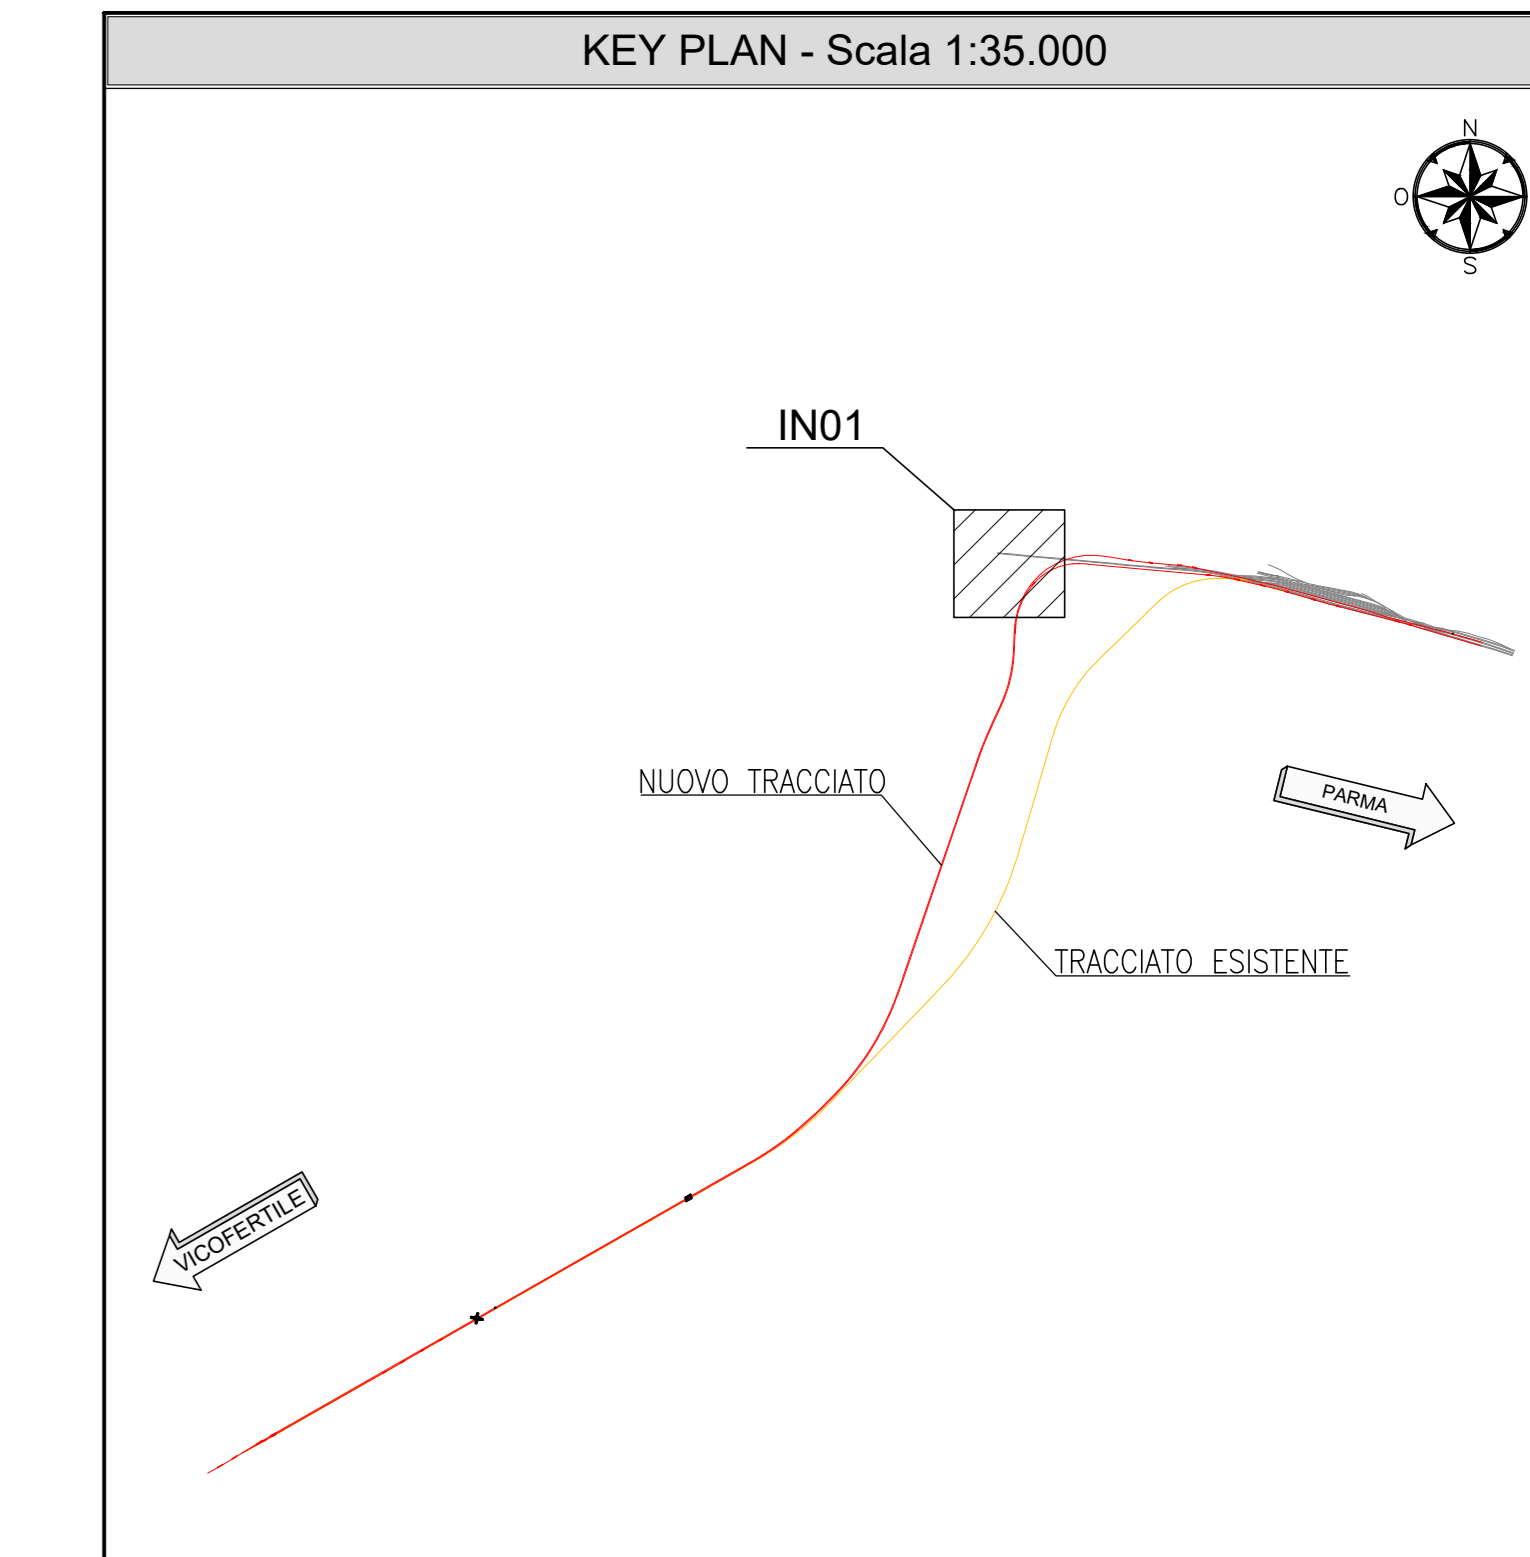 KEY PLAN - Scala 1:35.000
N
O
S
IN01
NUOVO TRACCIATO
PARMA
TRACCIATO ESISTENTE
VICOFERTILE